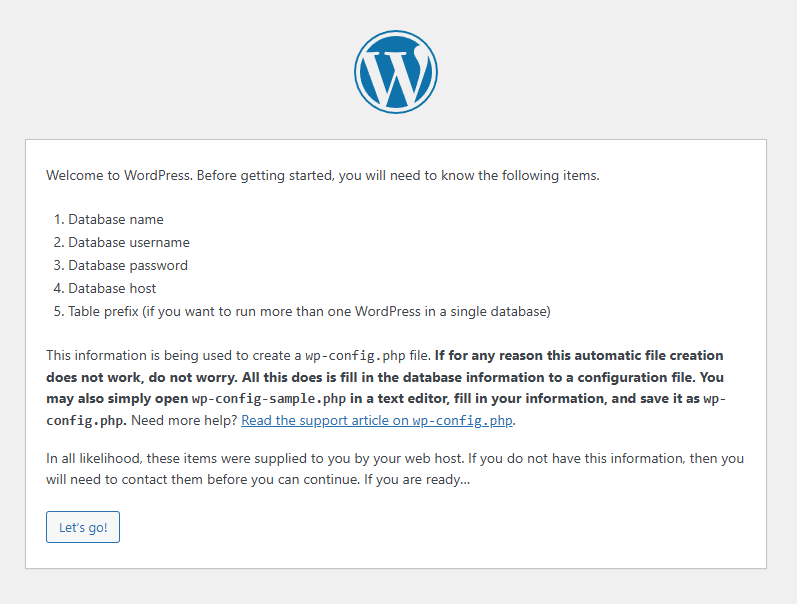 Welcome to WordPress. Before getting started, you will need to know the following items.
1. Database name
2. Database username
3. Database password
4. Database host
5. Table prefix (if you want to run more than one WordPress in a single database)
This information is being used to create a wp-config.php file. If for any reason this automatic file creation
does not work, do not worry. All this does is fill in the database information to a configuration file. You
may also simply open wp-config-sample.php in a text editor, fill in your information, and save it as wp-
config.php. Need more help? Read the support article on wp-config.php.
In all likelihood, these items were supplied to you by your web host. If you do not have this information, then you
will need to contact them before you can continue. If you are ready…
Let’s go!